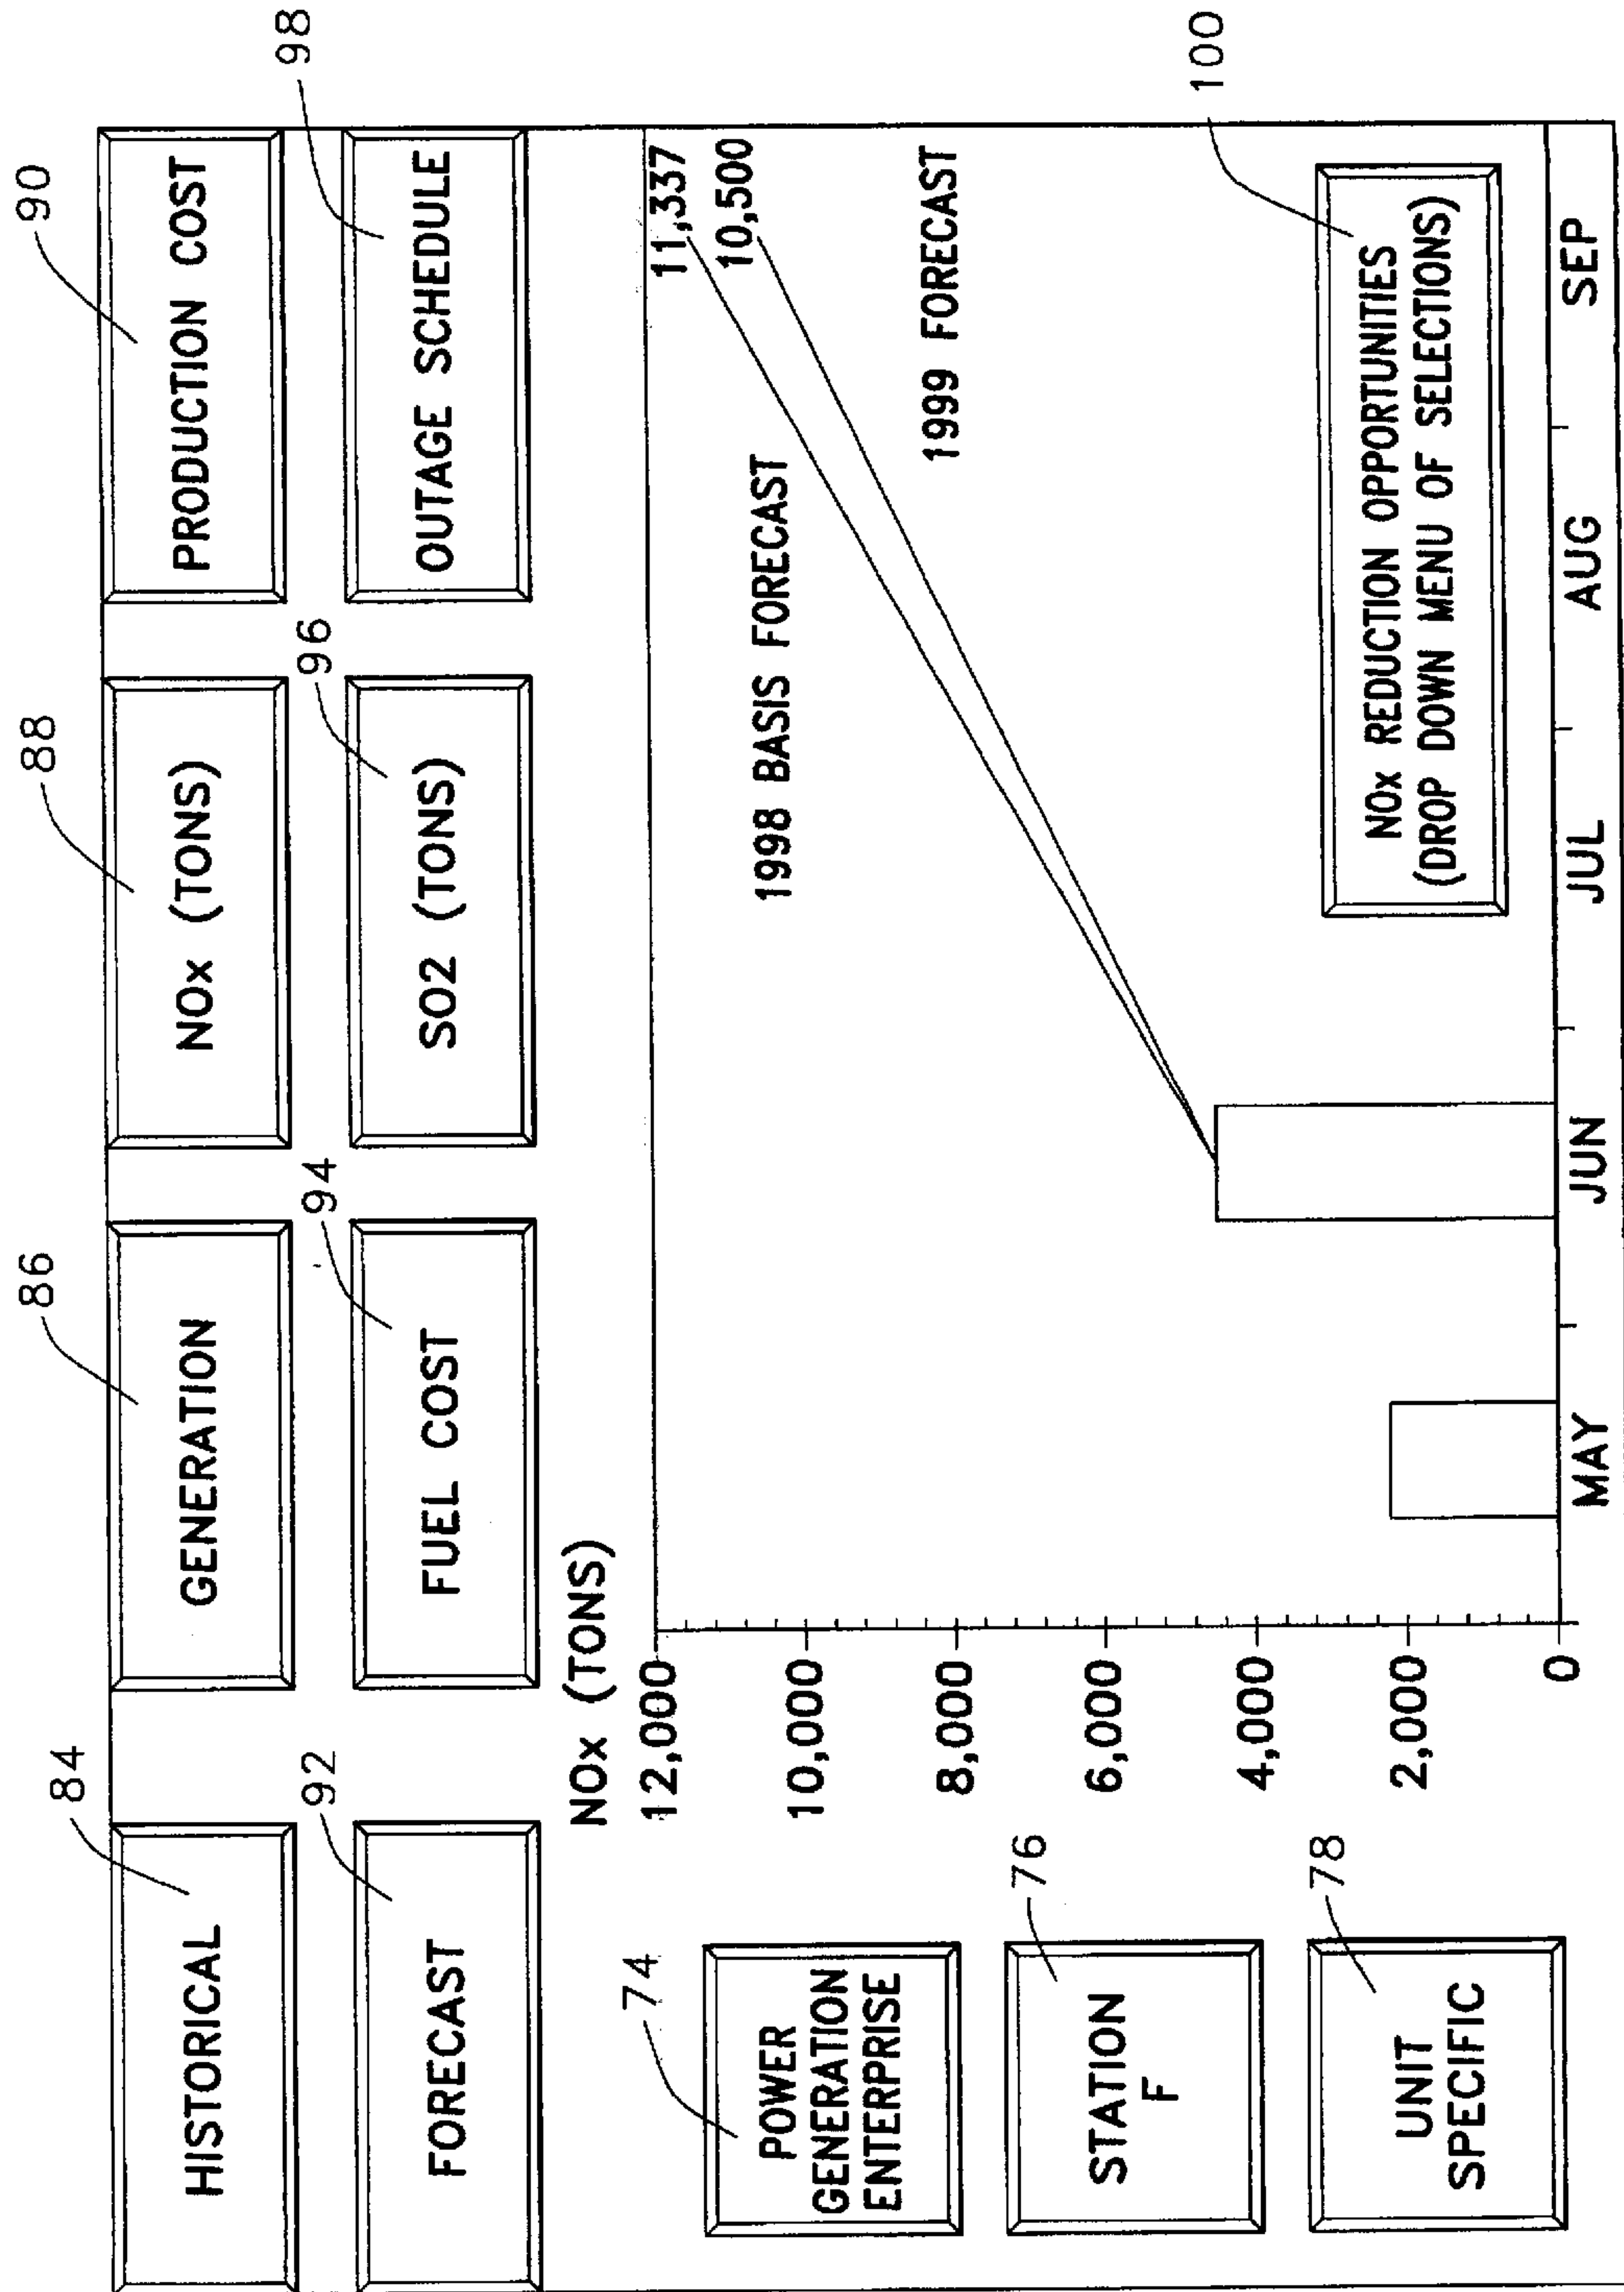 84
86
88
90
HISTORICAL
GENERATION
NOx (TONS)
PRODUCTION COST
92
94
96
98
FORECAST
FUEL COST
SO2 (TONS)
OUTAGE SCHEDULE
NOx (TONS)
12,000
10,000
8,000
6,000
4,000
2,000
0
74
POWER
GENERATION
ENTERPRISE
76
STATION
F
78
UNIT
SPECIFIC
11,337
10,500
1998 BASIS FORECAST
1999 FORECAST
NOx REDUCTION OPPORTUNITIES
(DROP DOWN MENU OF SELECTIONS)
100
MAY
JUN
JUL
AUG
SEP